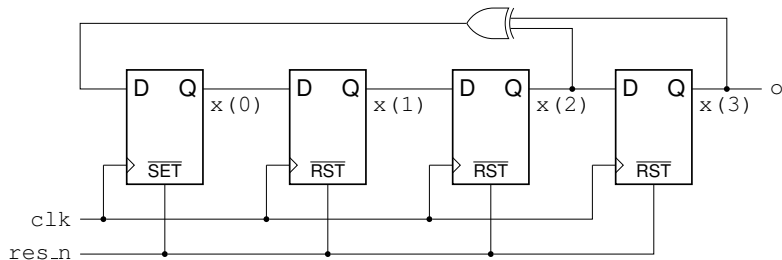 D Q D Q D Q D Q
x(0) x(1) x(2) x(3) o
SET RST RST RST
clk
res_n